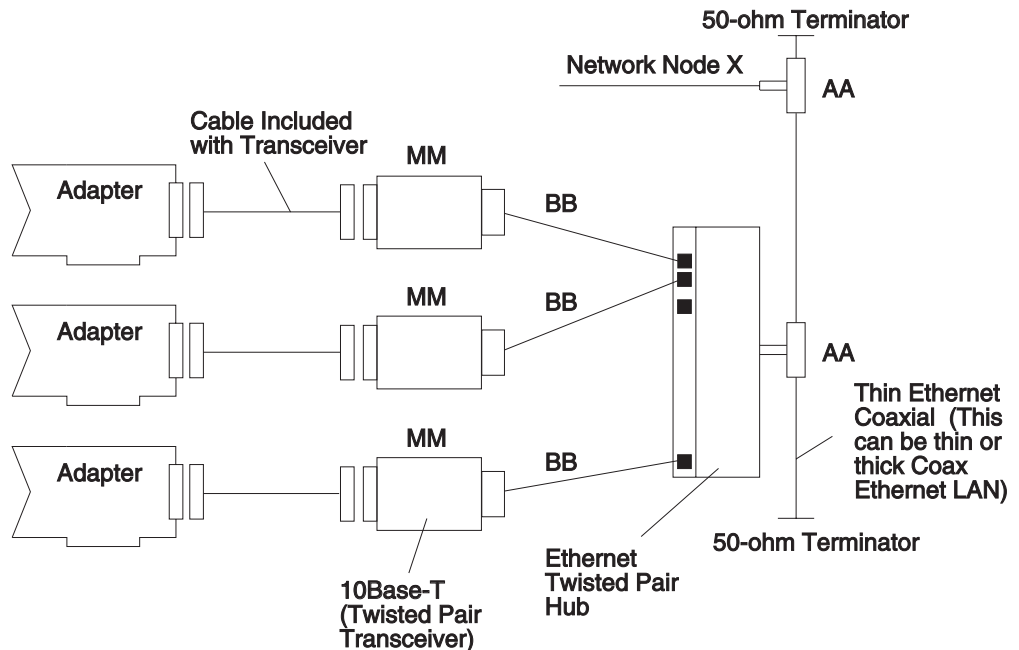 50-ohm Terminator
Network Node X
AA
Cable Included
with Transceiver
MM
Adapter
BB
MM
Adapter
BB
AA
Thin Ethernet
Coaxial (This
can be thin or
thick Coax
Ethernet LAN)
MM
Adapter
BB
50-ohm Terminator
Ethernet
Twisted Pair
Hub
10Base-T
(Twisted Pair
Transceiver)